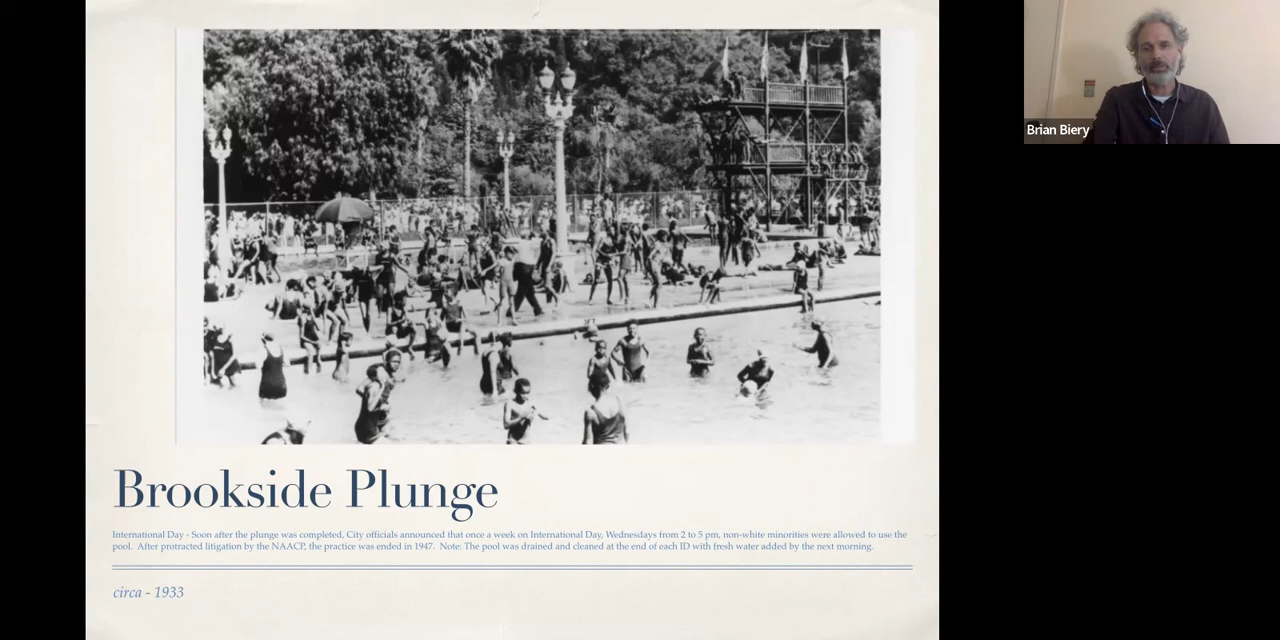 Brian Biery
Brookside Plunge
International Day - Soon after the plunge was completed, City officials announced that once a week on International Day, Wednesdays from 2 to 5 pm, non-white minorities were allowed to use the
pool.  After protracted litigation by the NAACP, the practice was ended in 1947.  Note: The pool was drained and cleaned at the end of each ID with fresh water added by the next morning.
circa - 1933